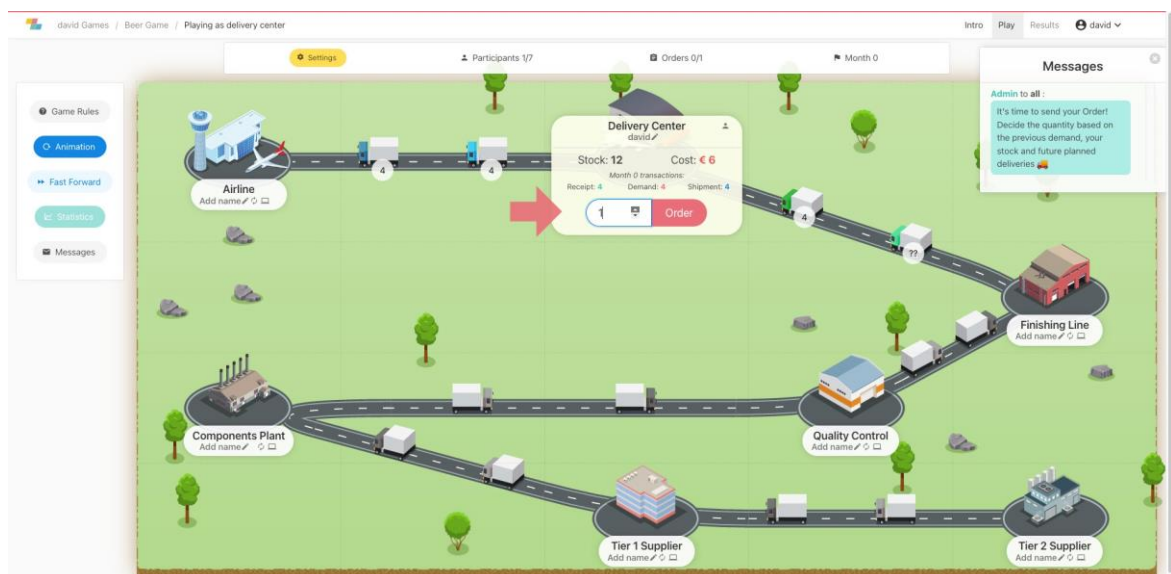 david Games / Beer Game / Playing as delivery center
Intro Play Results david
Settings Participants 1/7 Orders 0/1 Month 0
Messages
Admin to all :
It's time to send your Order!
Decide the quantity based on
the previous demand, your
stock and future planned
deliveries
Game Rules
Animation
Fast Forward
Statistics
Messages
Delivery Center
david
Stock: 12 Cost: € 6
Month 0 transactions:
Receipt: 4 Demand: 4 Shipment: 4
1 Order
4
4
4
??
Airline
Add name
Finishing Line
Add name
Components Plant
Add name
Quality Control
Add name
Tier 1 Supplier
Add name
Tier 2 Supplier
Add name